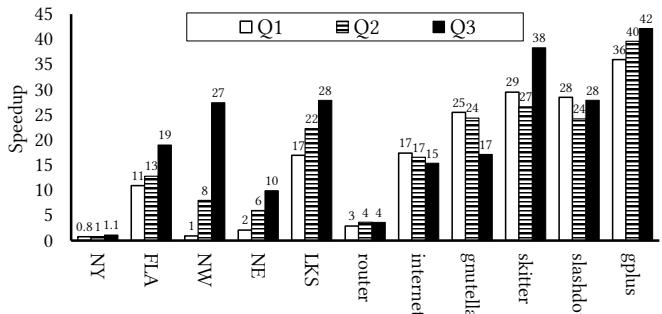 45
40
35
30
25
20
15
10
5
0
Speedup
Q1 Q2 Q3
0.8 1 1.1
11 13 19
1 8 27
2 6 10
17 22 28
3 4 4
17 17 15
25 24 17
29 27 38
28 24 28
36 40 42
NY
FLA
NW
NE
LKS
router
internet
gnutella
skitter
slashdo
gplus